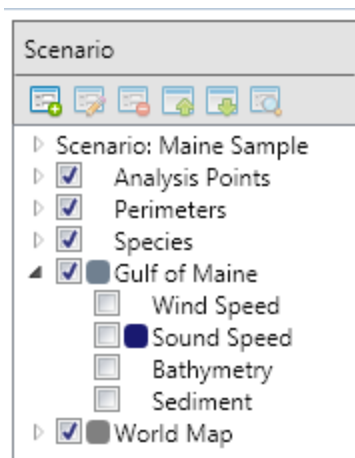 Scenario
Scenario: Maine Sample
Analysis Points
Perimeters
Species
Gulf of Maine
Wind Speed
Sound Speed
Bathymetry
Sediment
World Map